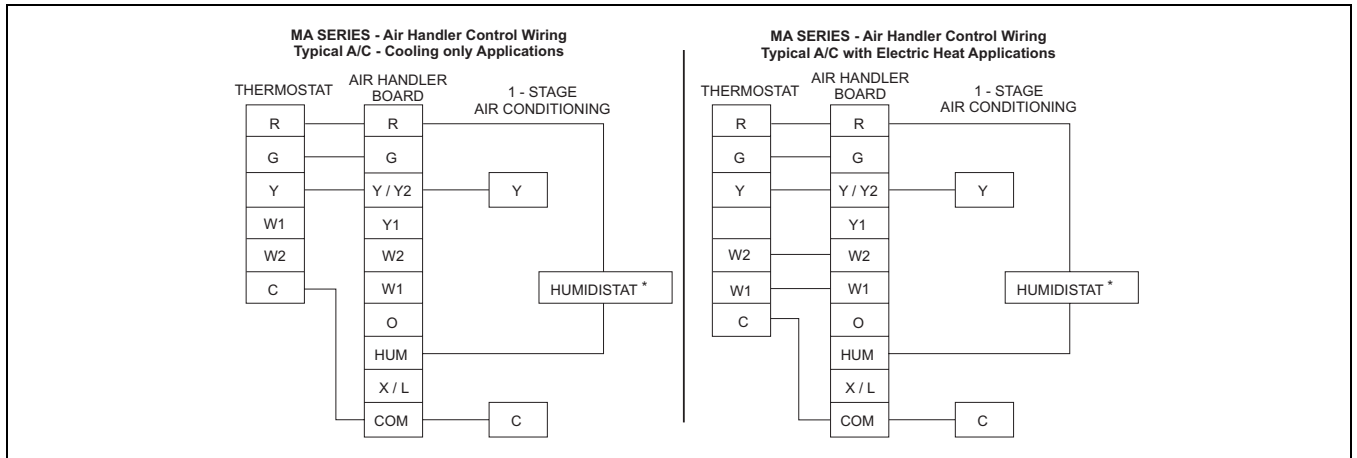 MA SERIES - Air Handler Control Wiring
Typical A/C - Cooling only Applications
THERMOSTAT
AIR HANDLER
BOARD
1 - STAGE
AIR CONDITIONING
R
G
Y
W1
W2
C
R
G
Y / Y2
Y1
W2
W1
O
HUM
X / L
COM
Y
HUMIDISTAT *
C
MA SERIES - Air Handler Control Wiring
Typical A/C with Electric Heat Applications
THERMOSTAT
AIR HANDLER
BOARD
1 - STAGE
AIR CONDITIONING
R
G
Y
W2
W1
C
R
G
Y / Y2
Y1
W2
W1
O
HUM
X / L
COM
Y
HUMIDISTAT *
C